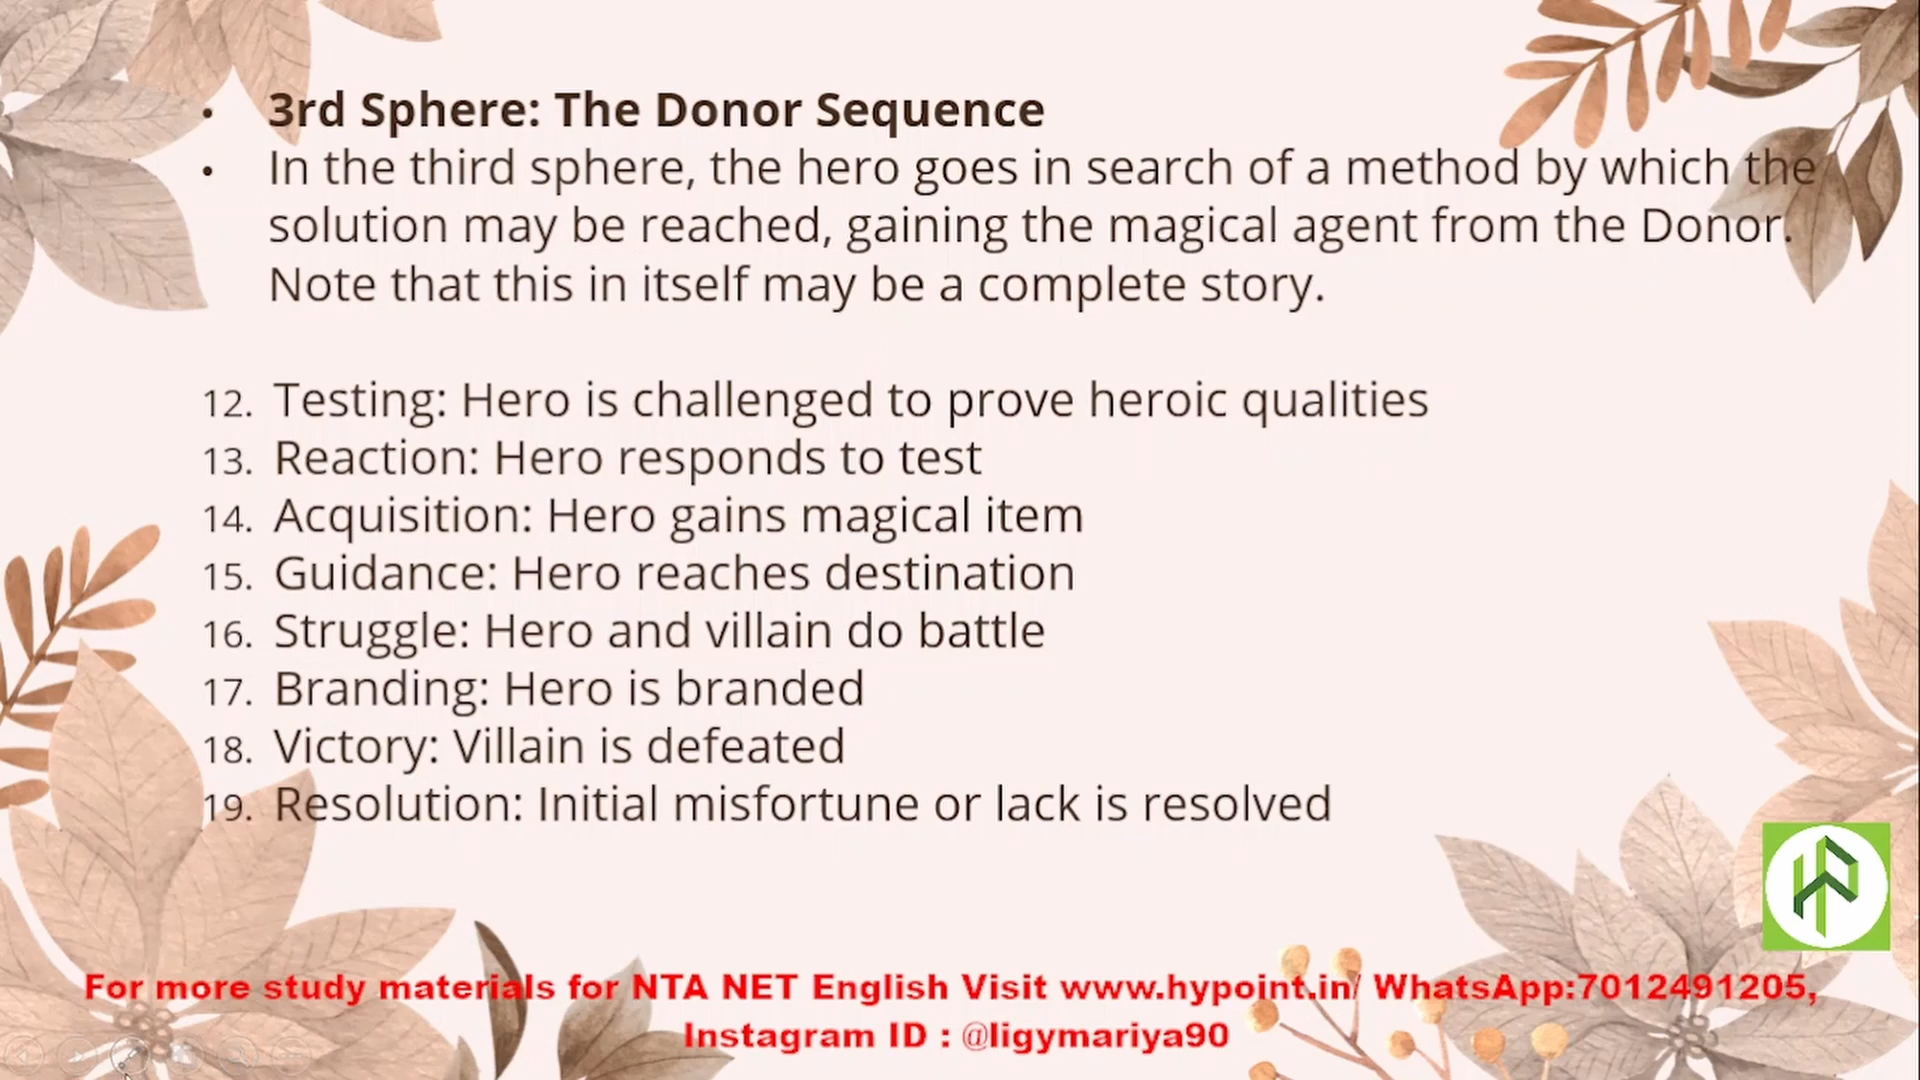 • 3rd Sphere: The Donor Sequence
• In the third sphere, the hero goes in search of a method by which the
solution may be reached, gaining the magical agent from the Donor.
Note that this in itself may be a complete story.
12. Testing: Hero is challenged to prove heroic qualities
13. Reaction: Hero responds to test
14. Acquisition: Hero gains magical item
15. Guidance: Hero reaches destination
16. Struggle: Hero and villain do battle
17. Branding: Hero is branded
18. Victory: Villain is defeated
19. Resolution: Initial misfortune or lack is resolved
For more study materials for NTA NET English Visit www.hypoint.in/ WhatsApp:7012491205,
Instagram ID : @ligymariya90